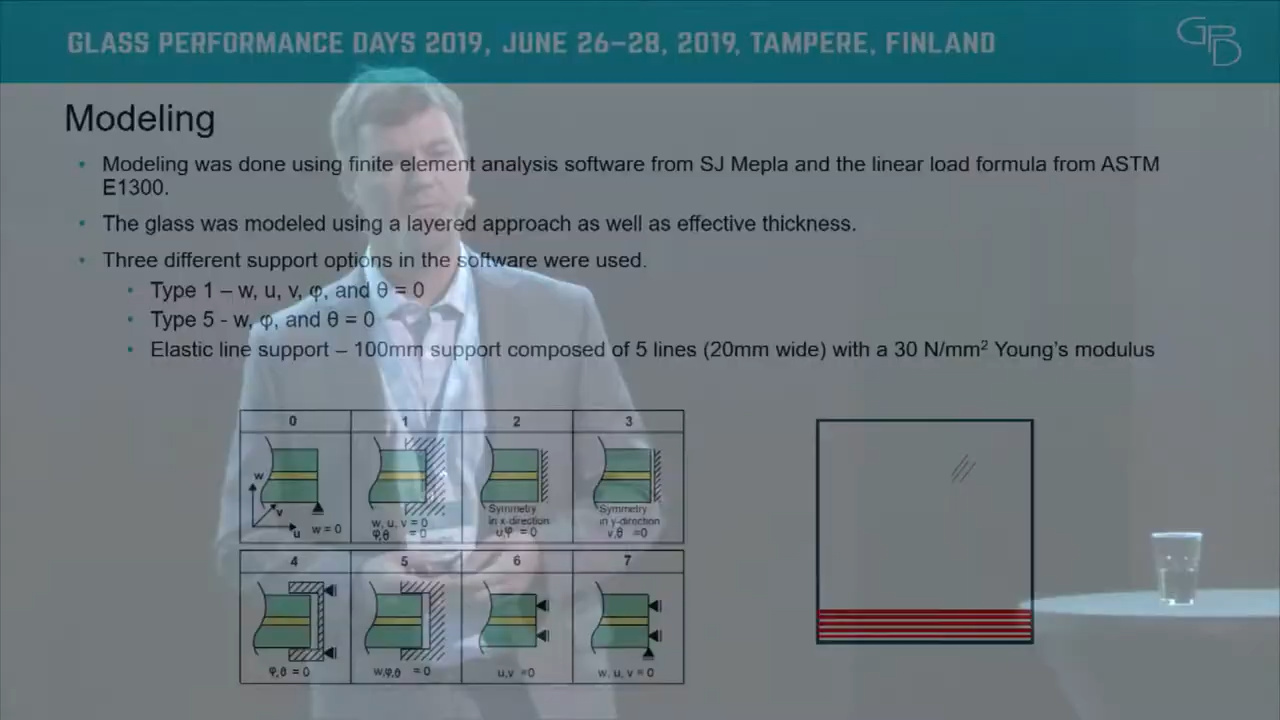 GLASS PERFORMANCE DAYS 2019, JUNE 26–28, 2019, TAMPERE, FINLAND
GPD
Modeling
• Modeling was done using finite element analysis software from SJ Mepla and the linear load formula from ASTM
E1300.
• The glass was modeled using a layered approach as well as effective thickness.
• Three different support options in the software were used.
• Type 1 – w, u, v, φ, and θ = 0
• Type 5 - w, φ, and θ = 0
• Elastic line support – 100mm support composed of 5 lines (20mm wide) with a 30 N/mm² Young's modulus
0 1 2 3
w
v
u
w = 0
w, u, v = 0
φ,θ = 0
Symmetry
in x-direction
u,φ = 0
Symmetry
in y-direction
v,θ =0
4 5 6 7
φ,θ = 0
w,φ,θ = 0
u,v =0
w, u, v = 0